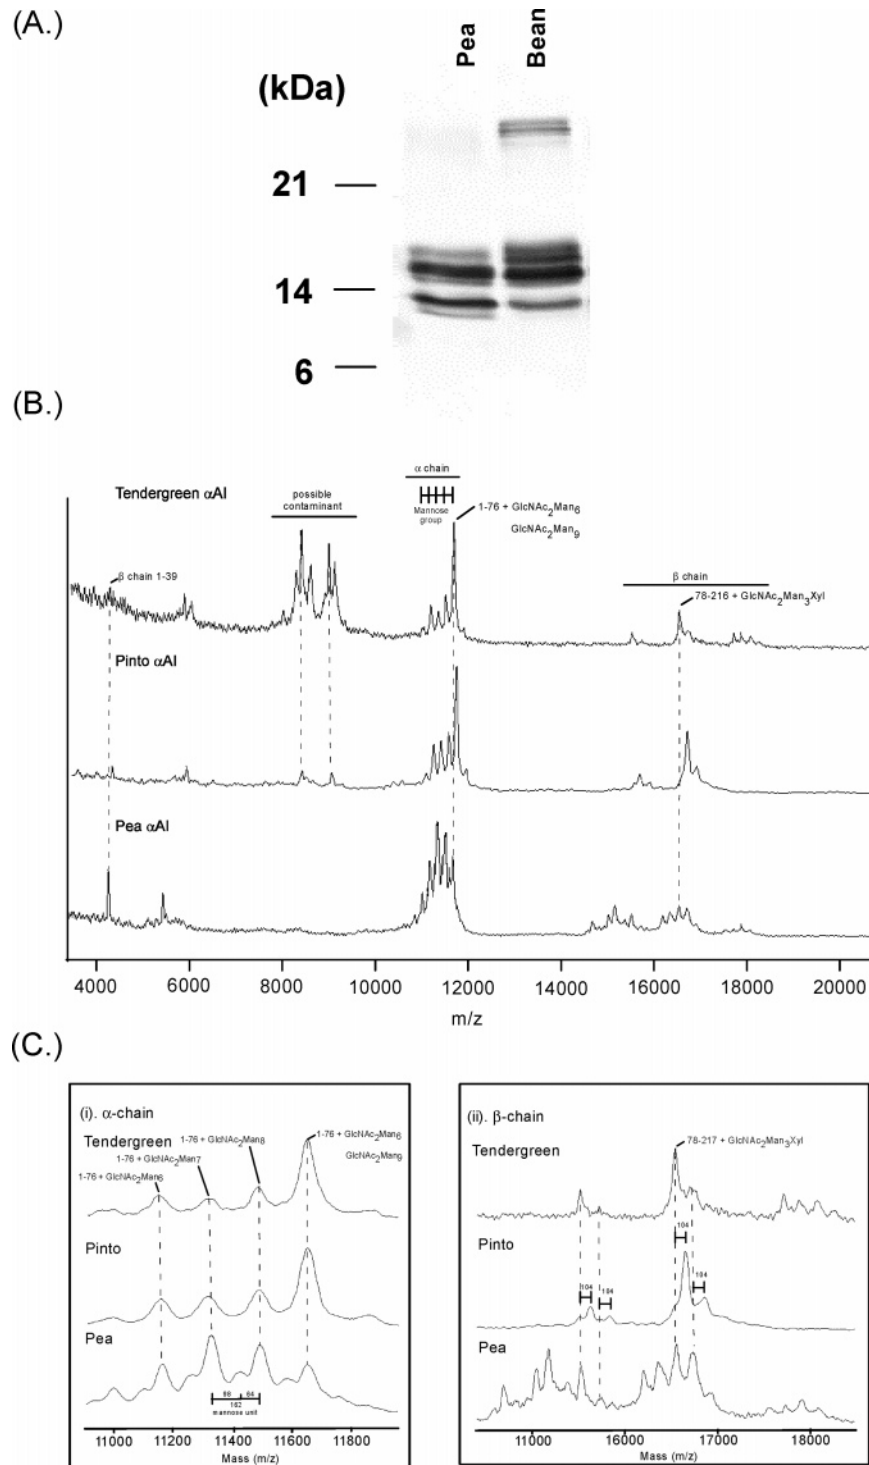 (A.)
Pea
Bean
(kDa)
21
14
6
(B.)
Tendergreen αAI
β chain 1-39
possible
contaminant
α chain
Mannose
group
1-76 + GlcNAc2Man6
GlcNAc2Man9
β chain
78-216 + GlcNAc2Man3Xyl
Pinto αAI
Pea αAI
4000 6000 8000 10000 12000 14000 16000 18000 20000
m/z
(C.)
(i). α-chain
Tendergreen
1-76 + GlcNAc2Man6
1-76 + GlcNAc2Man7
1-76 + GlcNAc2Man8
1-76 + GlcNAc2Man6
GlcNAc2Man9
Pinto
Pea
98 64
162
mannose unit
11000 11200 11400 11600 11800
Mass (m/z)
(ii). β-chain
Tendergreen
78-217 + GlcNAc2Man3Xyl
Pinto
104
104
104 104
Pea
11000 16000 17000 18000
Mass (m/z)